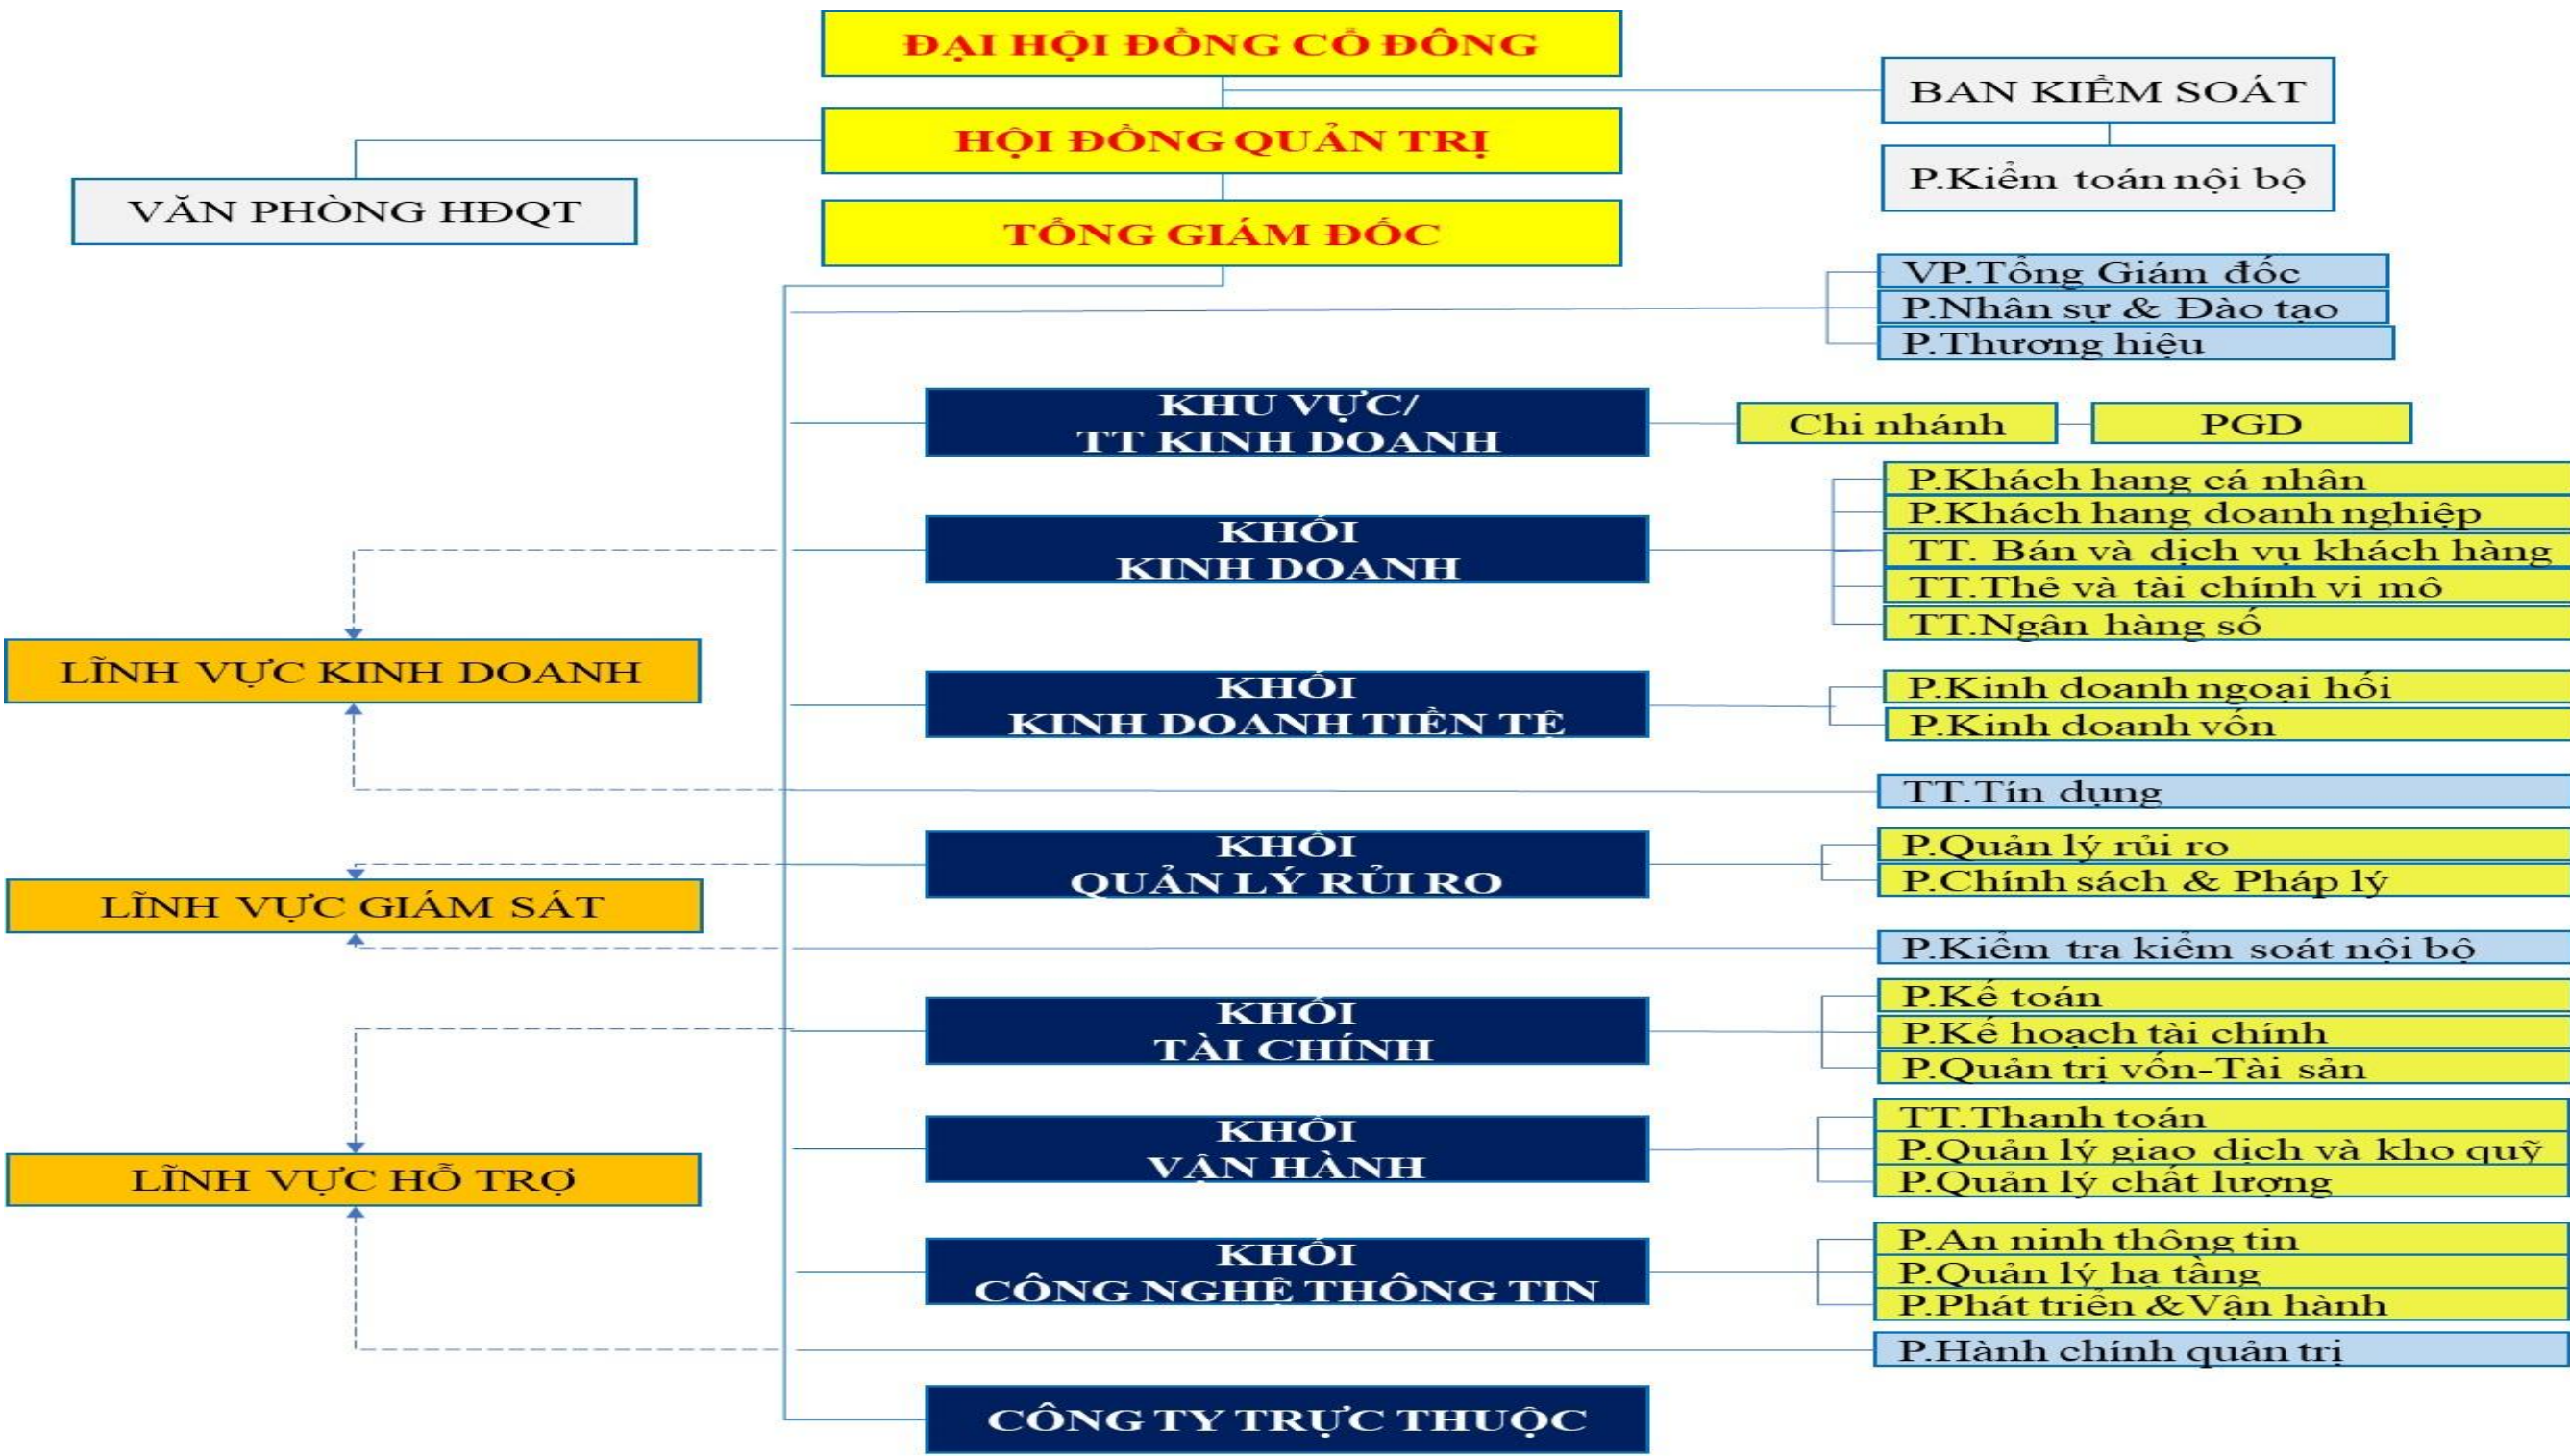 ĐẠI HỘI ĐỒNG CỔ ĐÔNG
BAN KIỂM SOÁT
HỘI ĐỒNG QUẢN TRỊ
P.Kiểm toán nội bộ
VĂN PHÒNG HĐQT
TỔNG GIÁM ĐỐC
VP.Tổng Giám đốc
P.Nhân sự & Đào tạo
P.Thương hiệu
KHU VỰC/
TT KINH DOANH
Chi nhánh
PGD
KHỐI
KINH DOANH
P.Khách hang cá nhân
P.Khách hang doanh nghiệp
TT. Bán và dịch vụ khách hàng
TT.Thẻ và tài chính vi mô
TT.Ngân hàng số
LĨNH VỰC KINH DOANH
KHỐI
KINH DOANH TIỀN TỆ
P.Kinh doanh ngoại hối
P.Kinh doanh vốn
TT.Tín dụng
KHỐI
QUẢN LÝ RỦI RO
P.Quản lý rủi ro
P.Chính sách & Pháp lý
LĨNH VỰC GIÁM SÁT
P.Kiểm tra kiểm soát nội bộ
KHỐI
TÀI CHÍNH
P.Kế toán
P.Kế hoạch tài chính
P.Quản trị vốn-Tài sản
KHỐI
VẬN HÀNH
TT.Thanh toán
P.Quản lý giao dịch và kho quỹ
P.Quản lý chất lượng
LĨNH VỰC HỖ TRỢ
KHỐI
CÔNG NGHỆ THÔNG TIN
P.An ninh thông tin
P.Quản lý hạ tầng
P.Phát triển &Vận hành
P.Hành chính quản trị
CÔNG TY TRỰC THUỘC